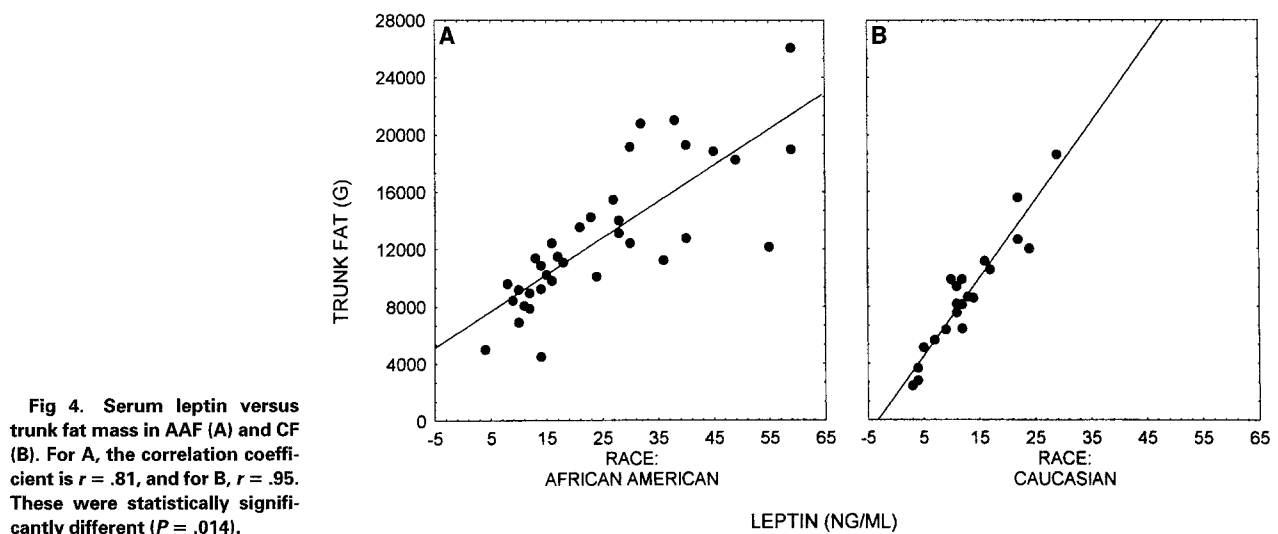 A
B
28000
24000
20000
16000
12000
8000
4000
0
TRUNK FAT (G)
-5 5 15 25 35 45 55 65
-5 5 15 25 35 45 55 65
RACE:
AFRICAN AMERICAN
RACE:
CAUCASIAN
LEPTIN (NG/ML)
Fig 4. Serum leptin versus
trunk fat mass in AAF (A) and CF
(B). For A, the correlation coeffi-
cient is r = .81, and for B, r = .95.
These were statistically signifi-
cantly different (P = .014).